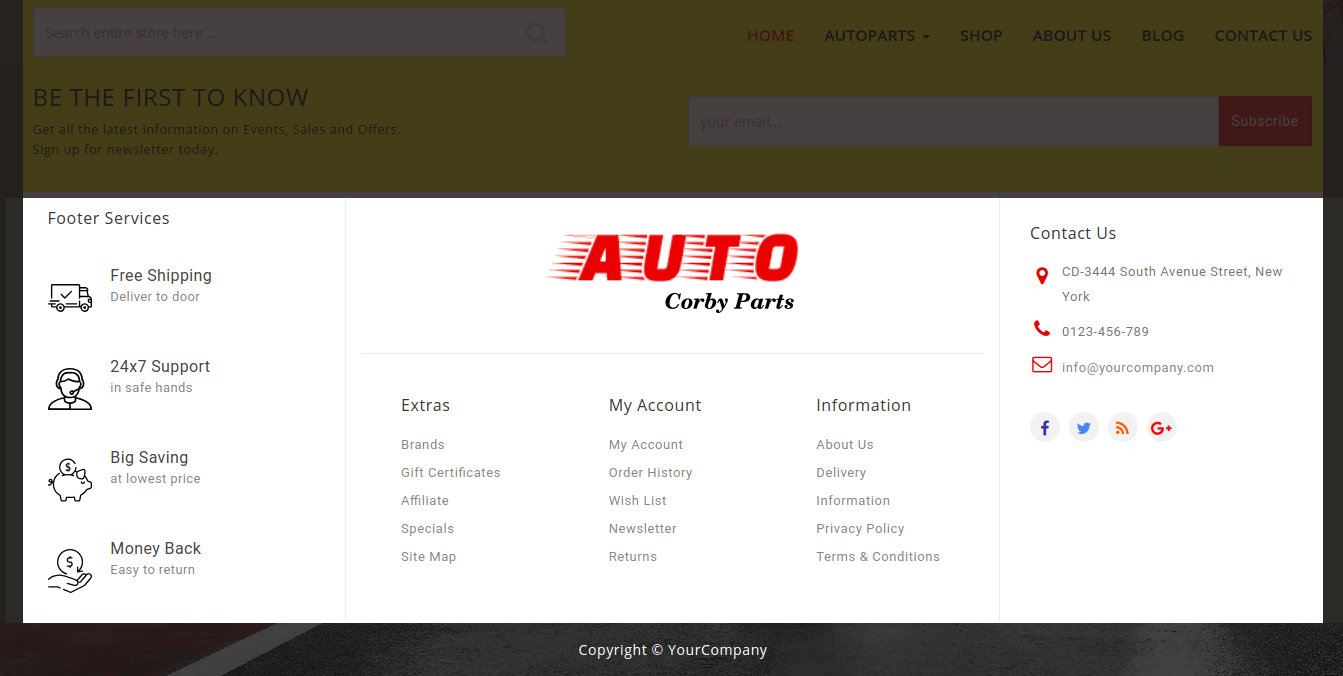 Search entire store here ...
HOME AUTOPARTS SHOP ABOUT US BLOG CONTACT US
BE THE FIRST TO KNOW
Get all the latest information on Events, Sales and Offers.
Sign up for newsletter today.
your email...
Subscribe
Footer Services
Free Shipping
Deliver to door
24x7 Support
in safe hands
Big Saving
at lowest price
Money Back
Easy to return
AUTO
Corby Parts
Extras
Brands
Gift Certificates
Affiliate
Specials
Site Map
My Account
My Account
Order History
Wish List
Newsletter
Returns
Information
About Us
Delivery
Information
Privacy Policy
Terms & Conditions
Contact Us
CD-3444 South Avenue Street, New
York
0123-456-789
info@yourcompany.com
Copyright © YourCompany